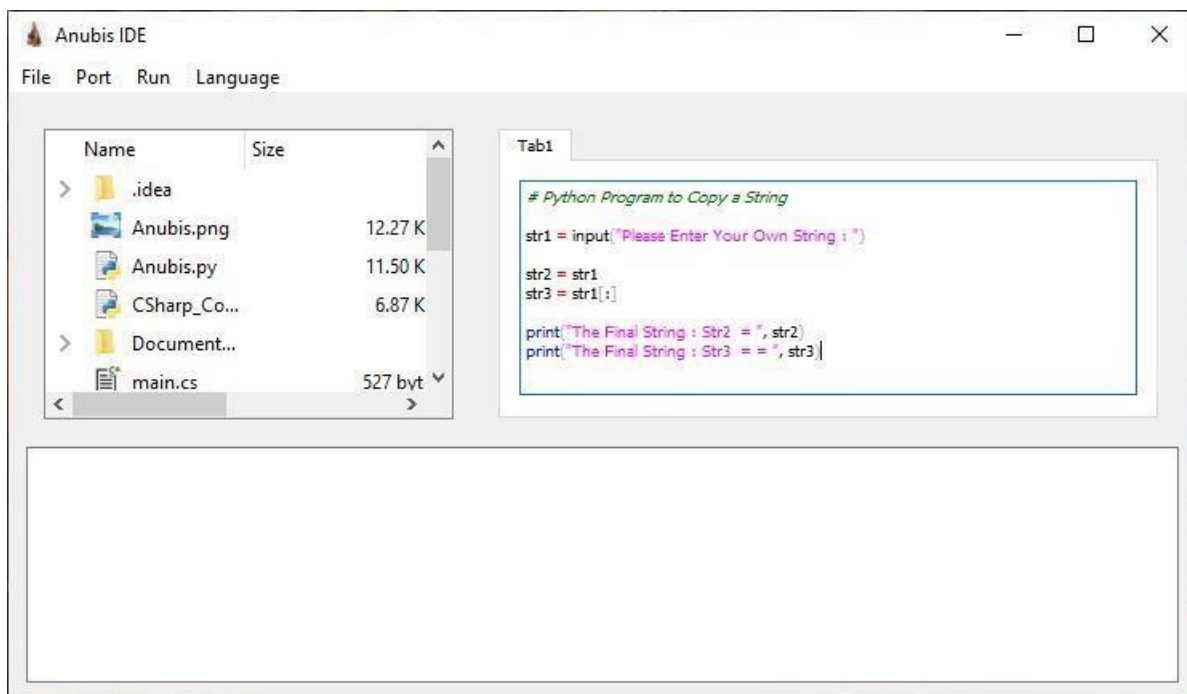 Anubis IDE
File Port Run Language
Name Size
.idea
Anubis.png 12.27 K
Anubis.py 11.50 K
CSharp_Co... 6.87 K
Document...
main.cs 527 byt
Tab1
# Python Program to Copy a String
str1 = input("Please Enter Your Own String : ")
str2 = str1
str3 = str1[:]
print("The Final String : Str2  = ", str2)
print("The Final String : Str3  = = ", str3)